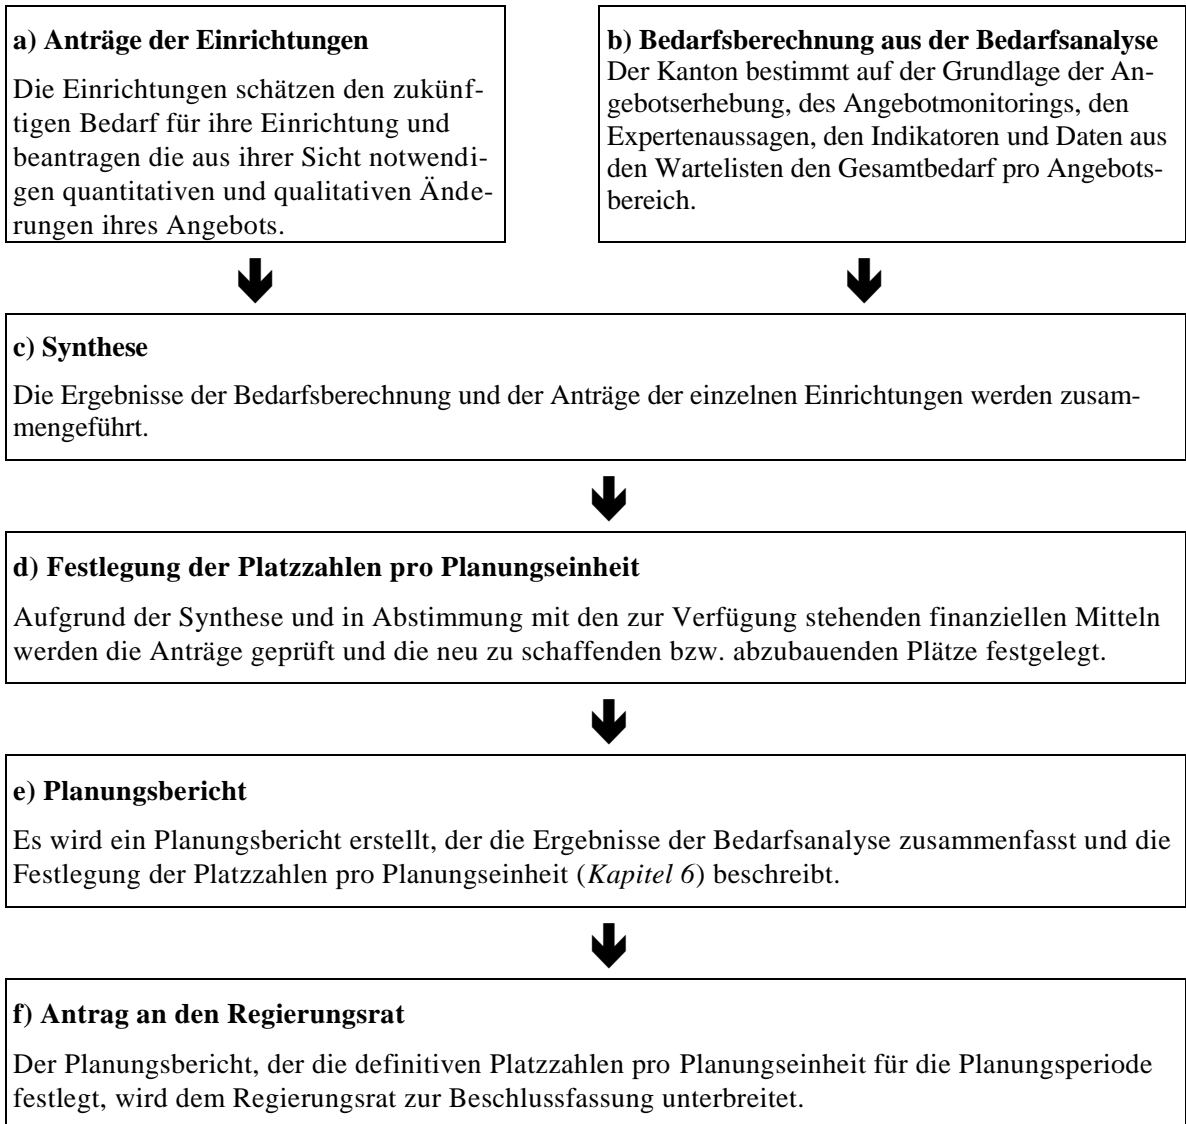 a) Anträge der Einrichtungen
Die Einrichtungen schätzen den zukünf-
tigen Bedarf für ihre Einrichtung und
beantragen die aus ihrer Sicht notwendi-
gen quantitativen und qualitativen Ände-
rungen ihres Angebots.
b) Bedarfsberechnung aus der Bedarfsanalyse
Der Kanton bestimmt auf der Grundlage der An-
gebotserhebung, des Angebotmonitorings, den
Expertenaussagen, den Indikatoren und Daten aus
den Wartelisten den Gesamtbedarf pro Angebots-
bereich.
c) Synthese
Die Ergebnisse der Bedarfsberechnung und der Anträge der einzelnen Einrichtungen werden zusam-
mengeführt.
d) Festlegung der Platzzahlen pro Planungseinheit
Aufgrund der Synthese und in Abstimmung mit den zur Verfügung stehenden finanziellen Mitteln
werden die Anträge geprüft und die neu zu schaffenden bzw. abzubauenden Plätze festgelegt.
e) Planungsbericht
Es wird ein Planungsbericht erstellt, der die Ergebnisse der Bedarfsanalyse zusammenfasst und die
Festlegung der Platzzahlen pro Planungseinheit (Kapitel 6) beschreibt.
f) Antrag an den Regierungsrat
Der Planungsbericht, der die definitiven Platzzahlen pro Planungseinheit für die Planungsperiode
festlegt, wird dem Regierungsrat zur Beschlussfassung unterbreitet.